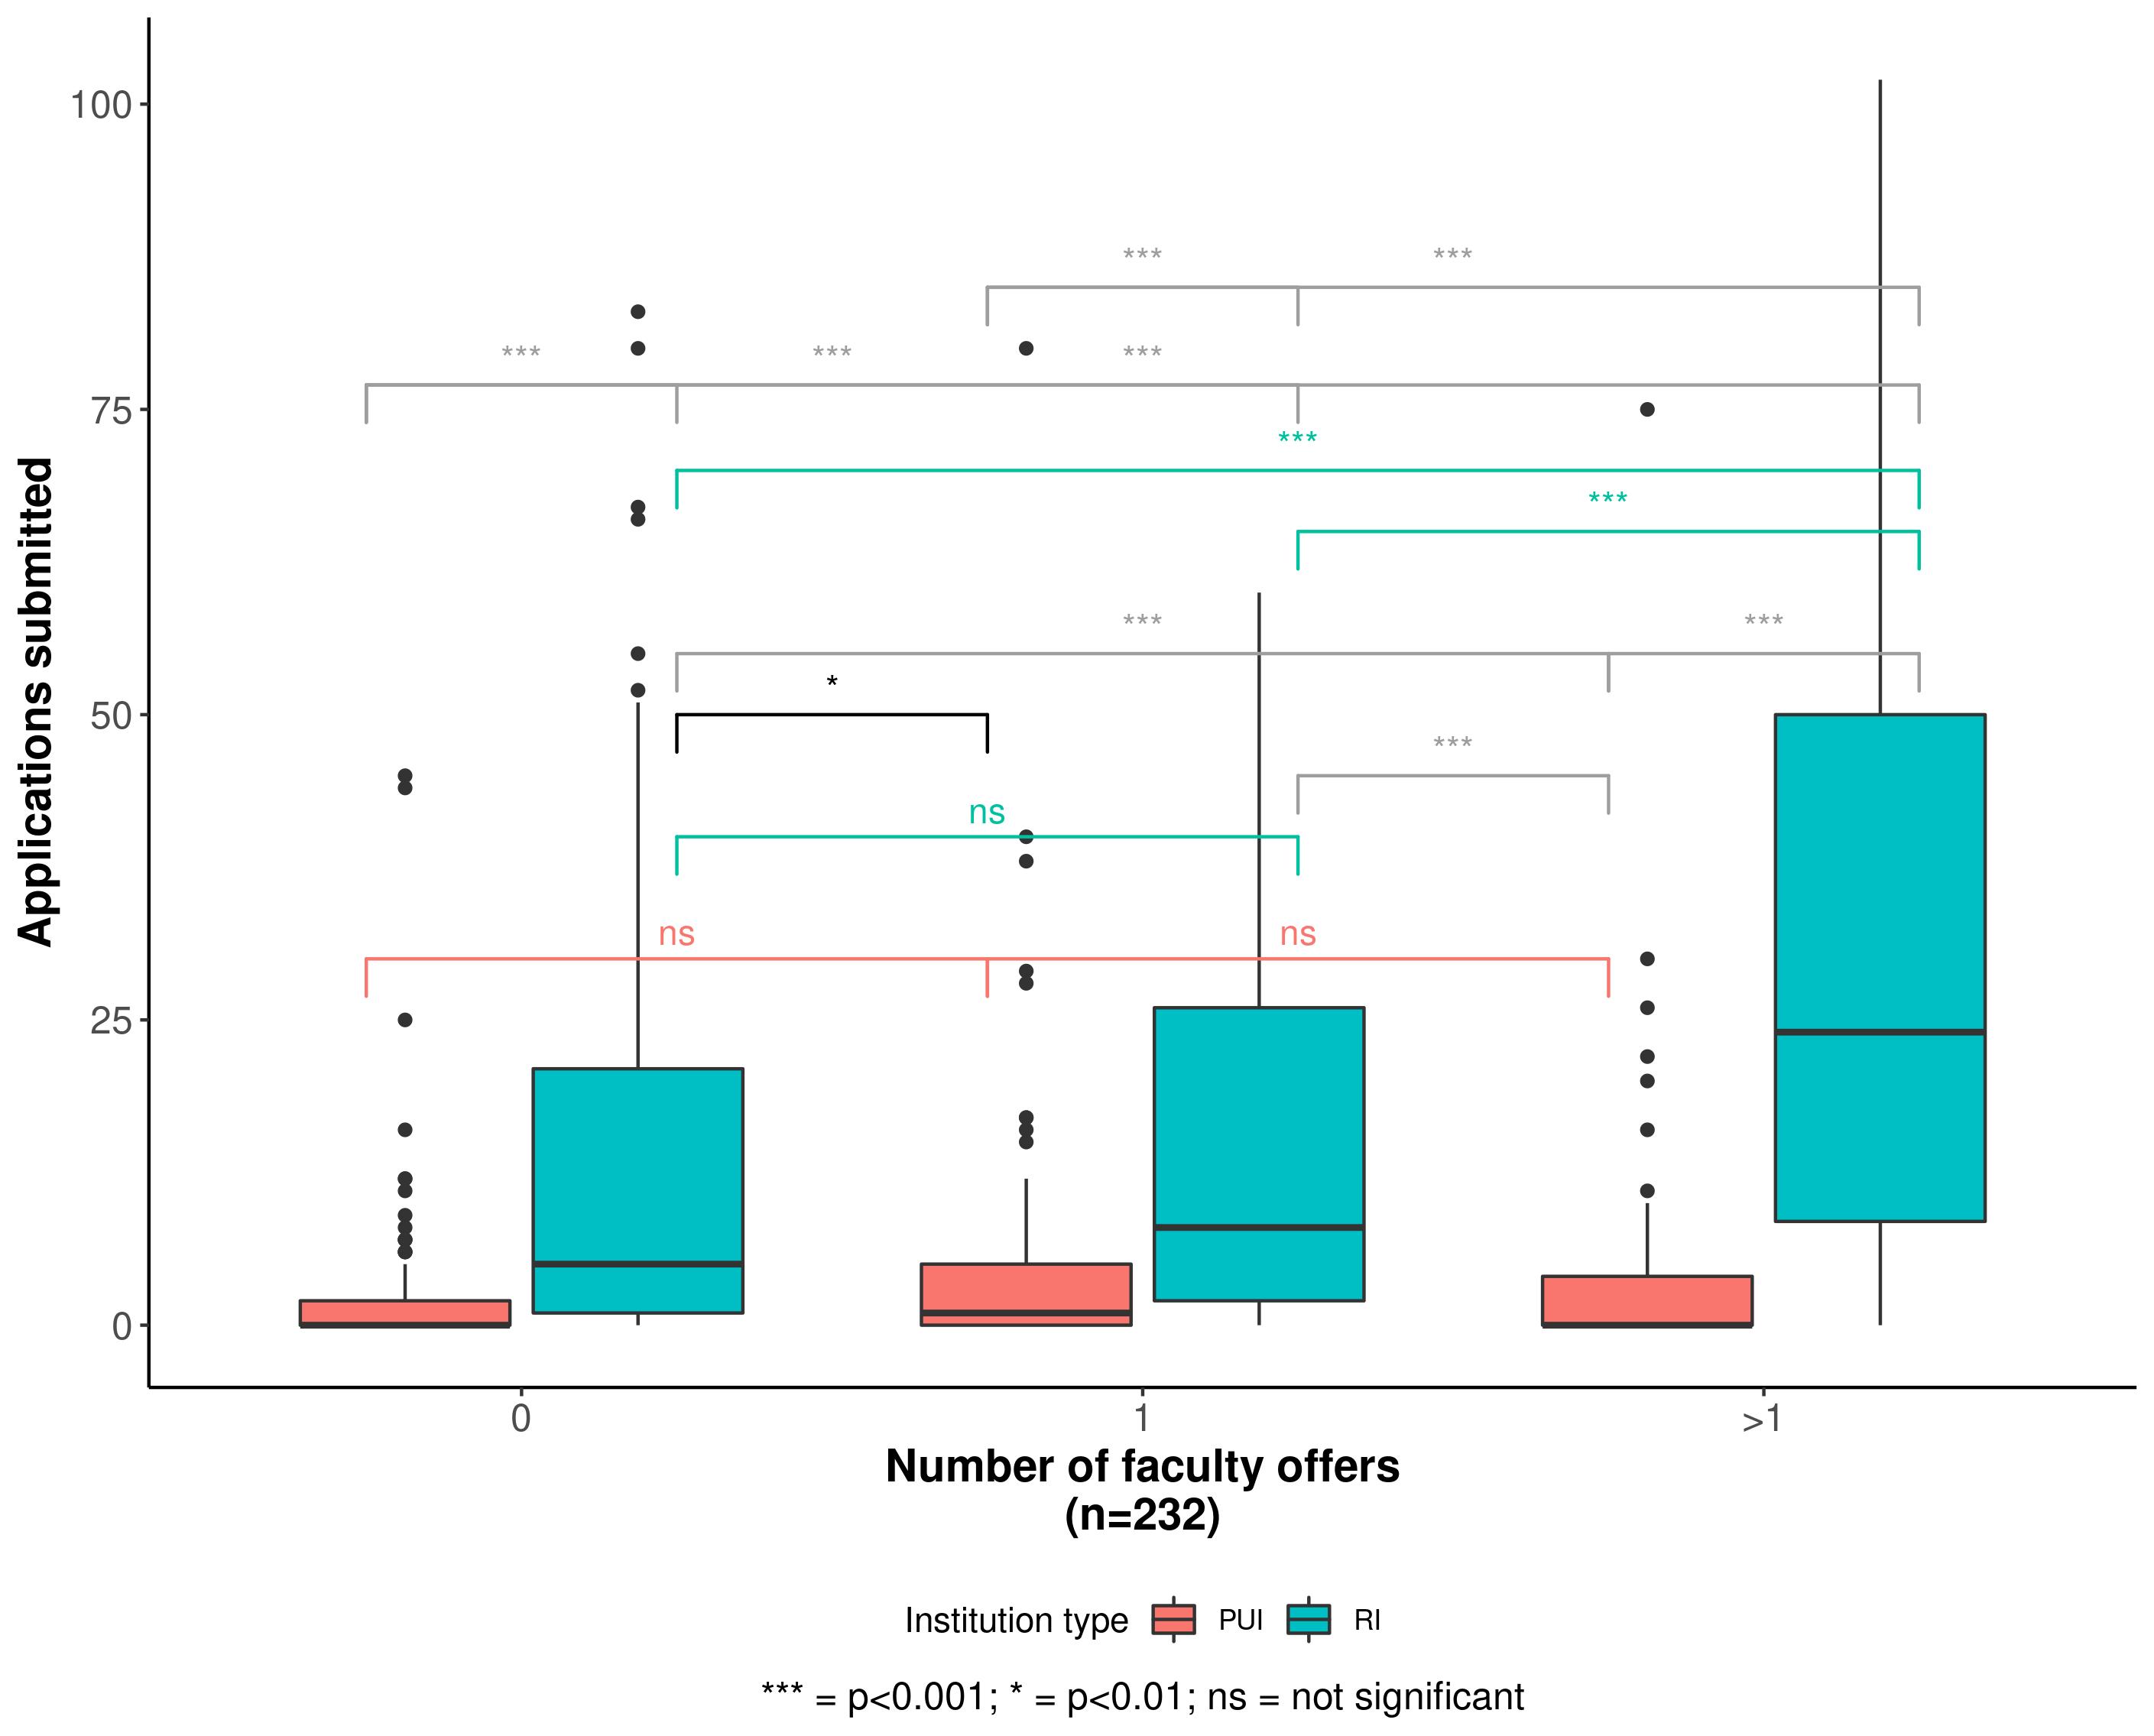 Applications submitted
100
75
50
25
0
*** ***
*** *** ***
***
***
*** ***
*
***
ns
ns ns
0 1 >1
Number of faculty offers
(n=232)
Institution type PUI RI
*** = p<0.001; * = p<0.01; ns = not significant